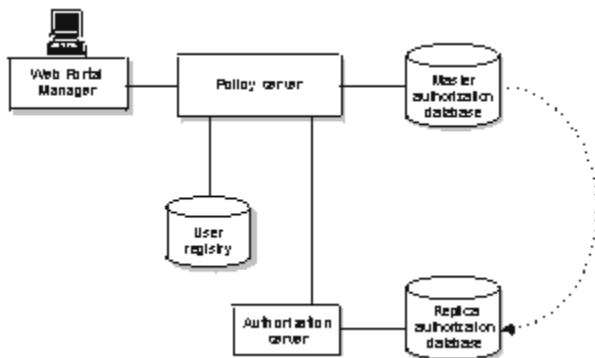 Web Portal
Manager
Policy server
Master
authorization
database
User
registry
Authorization
server
Replica
authorization
database